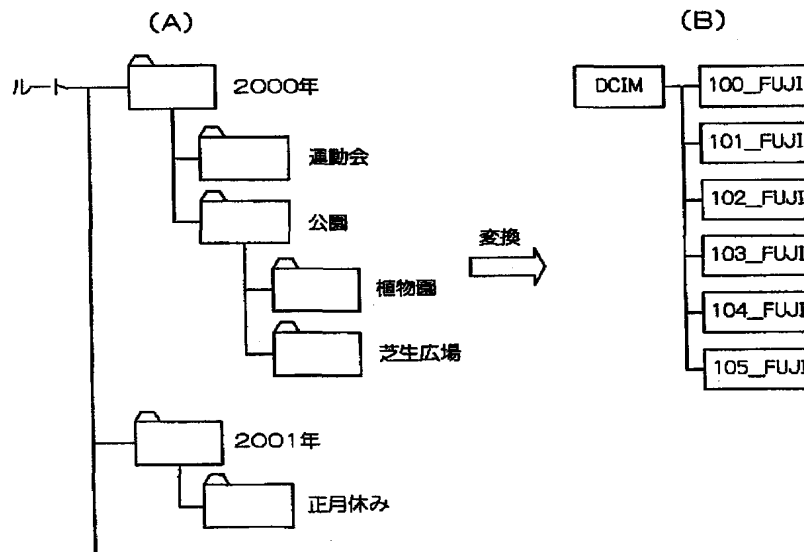 (A)
ルート
2000年
運動会
公園
植物園
芝生広場
2001年
正月休み
変換
(B)
DCIM
100_FUJI
101_FUJI
102_FUJI
103_FUJI
104_FUJI
105_FUJI